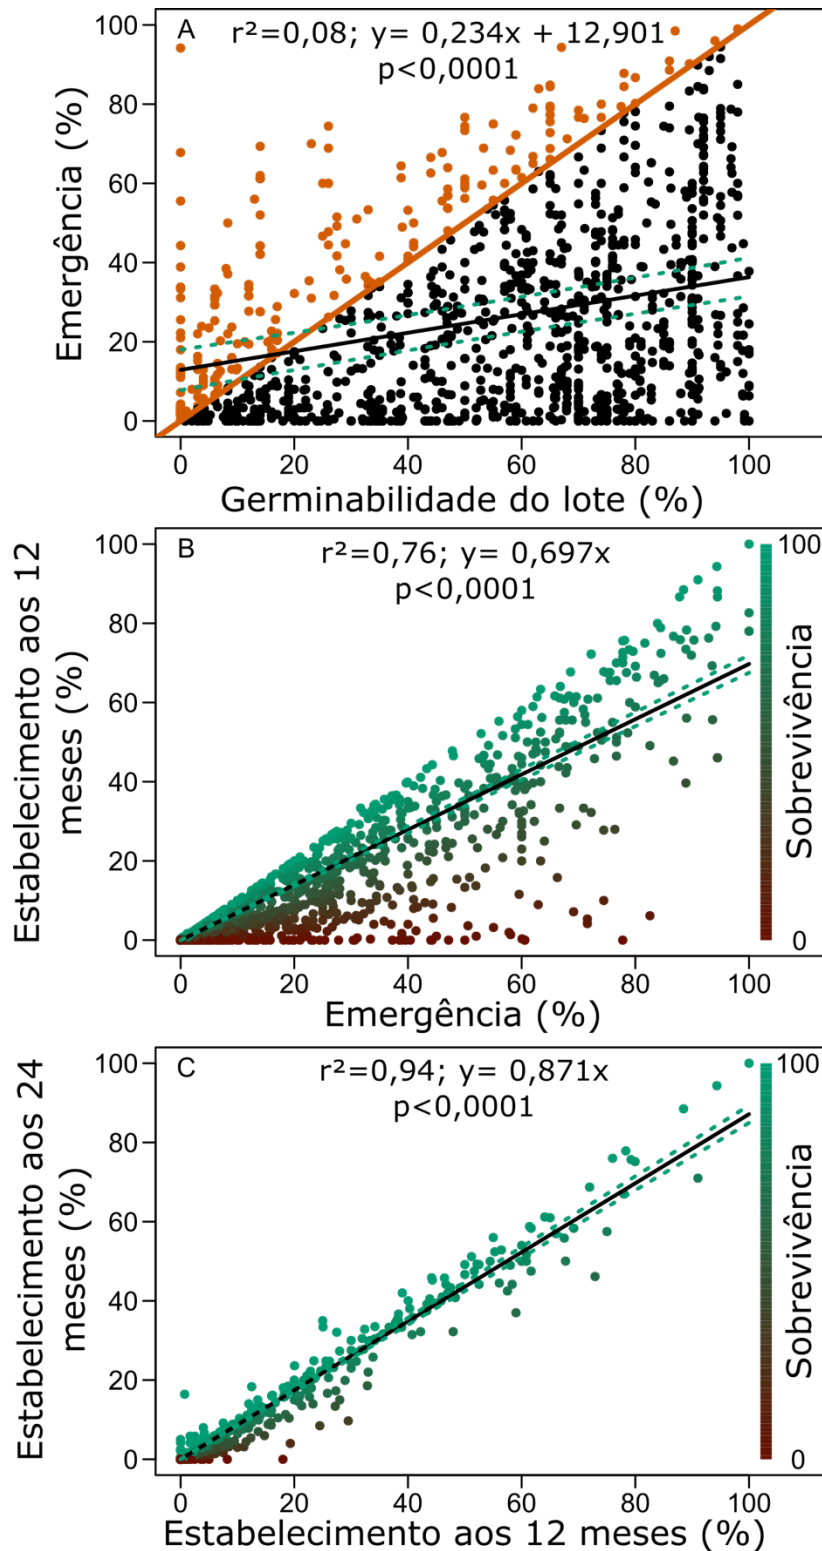 A
r²=0,08; y= 0,234x + 12,901
p<0,0001
Emergência (%)
100
80
60
40
20
0
0 20 40 60 80 100
Germinabilidade do lote (%)
B
r²=0,76; y= 0,697x
p<0,0001
Estabelecimento aos 12
meses (%)
100
80
60
40
20
0
0 20 40 60 80 100
Emergência (%)
100
Sobrevivência
0
C
r²=0,94; y= 0,871x
p<0,0001
Estabelecimento aos 24
meses (%)
100
80
60
40
20
0
0 20 40 60 80 100
Estabelecimento aos 12 meses (%)
100
Sobrevivência
0